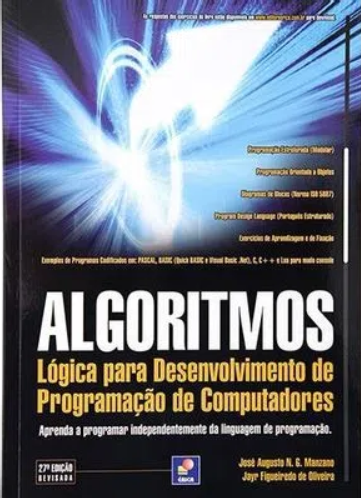 As respostas dos exercícios do livro estão disponíveis em www.editoraerica.com.br para download
Programação Estruturada (Modular)
Programação Orientada a Objetos
Diagramas de Blocos (Norma ISO 5807)
Program Design Language (Português Estruturado)
Exercícios de Aprendizagem e de Fixação
Exemplos de Programas Codificados em: PASCAL, BASIC (Quick BASIC e Visual Basic .Net), C, C++ e Lua para modo console
ALGORITMOS
Lógica para Desenvolvimento de
Programação de Computadores
Aprenda a programar independentemente da linguagem de programação.
27ª EDIÇÃO
REVISADA
ÉRICA
José Augusto N. G. Manzano
Jayr Figueiredo de Oliveira